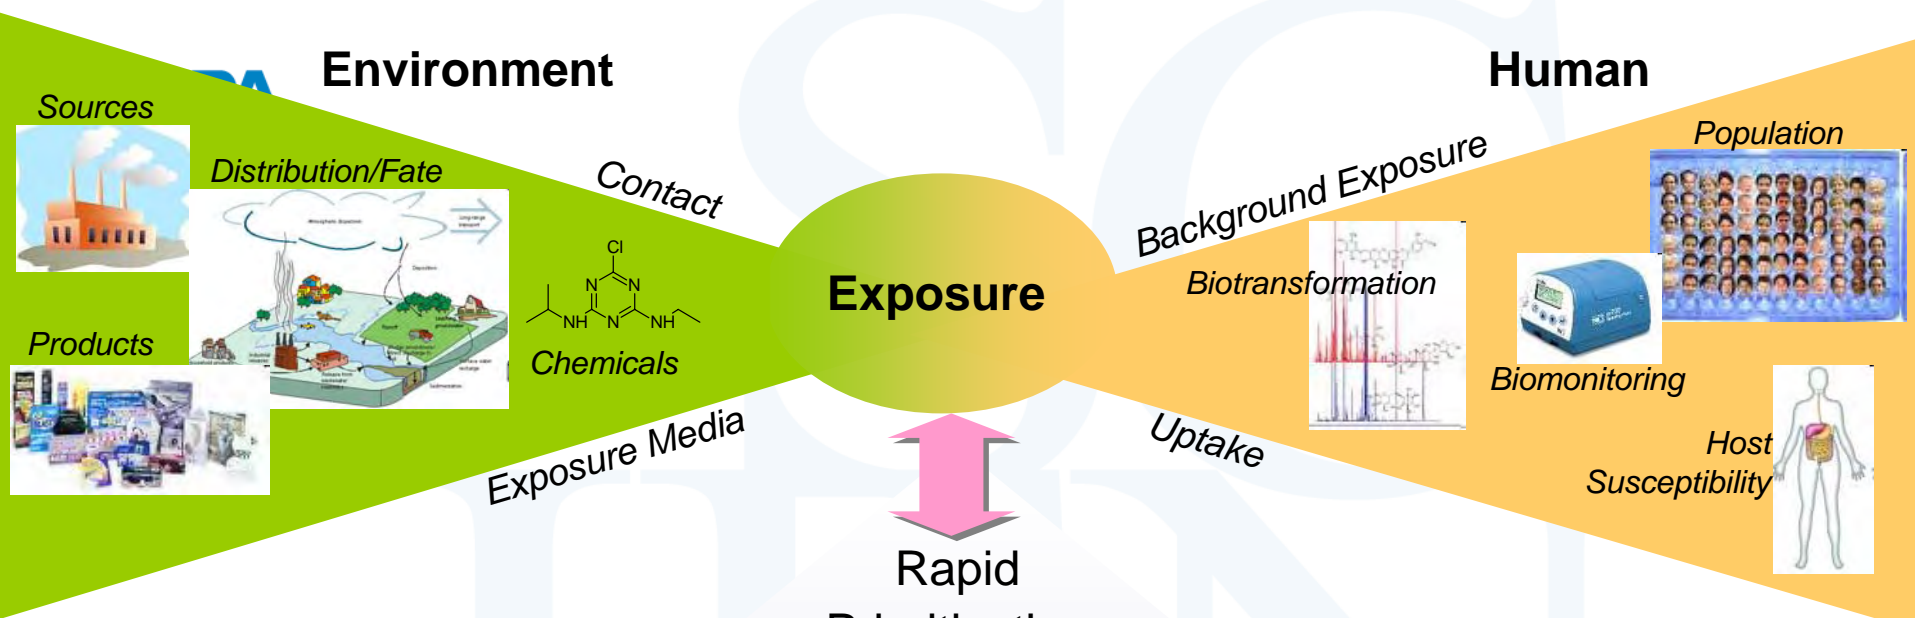 Environment
Human
Sources
Distribution/Fate
Products
Contact
Cl
N
N
N
NH
NH
Chemicals
Exposure Media
Exposure
Background Exposure
Uptake
Biotransformation
Population
Biomonitoring
Host
Susceptibility
Rapid